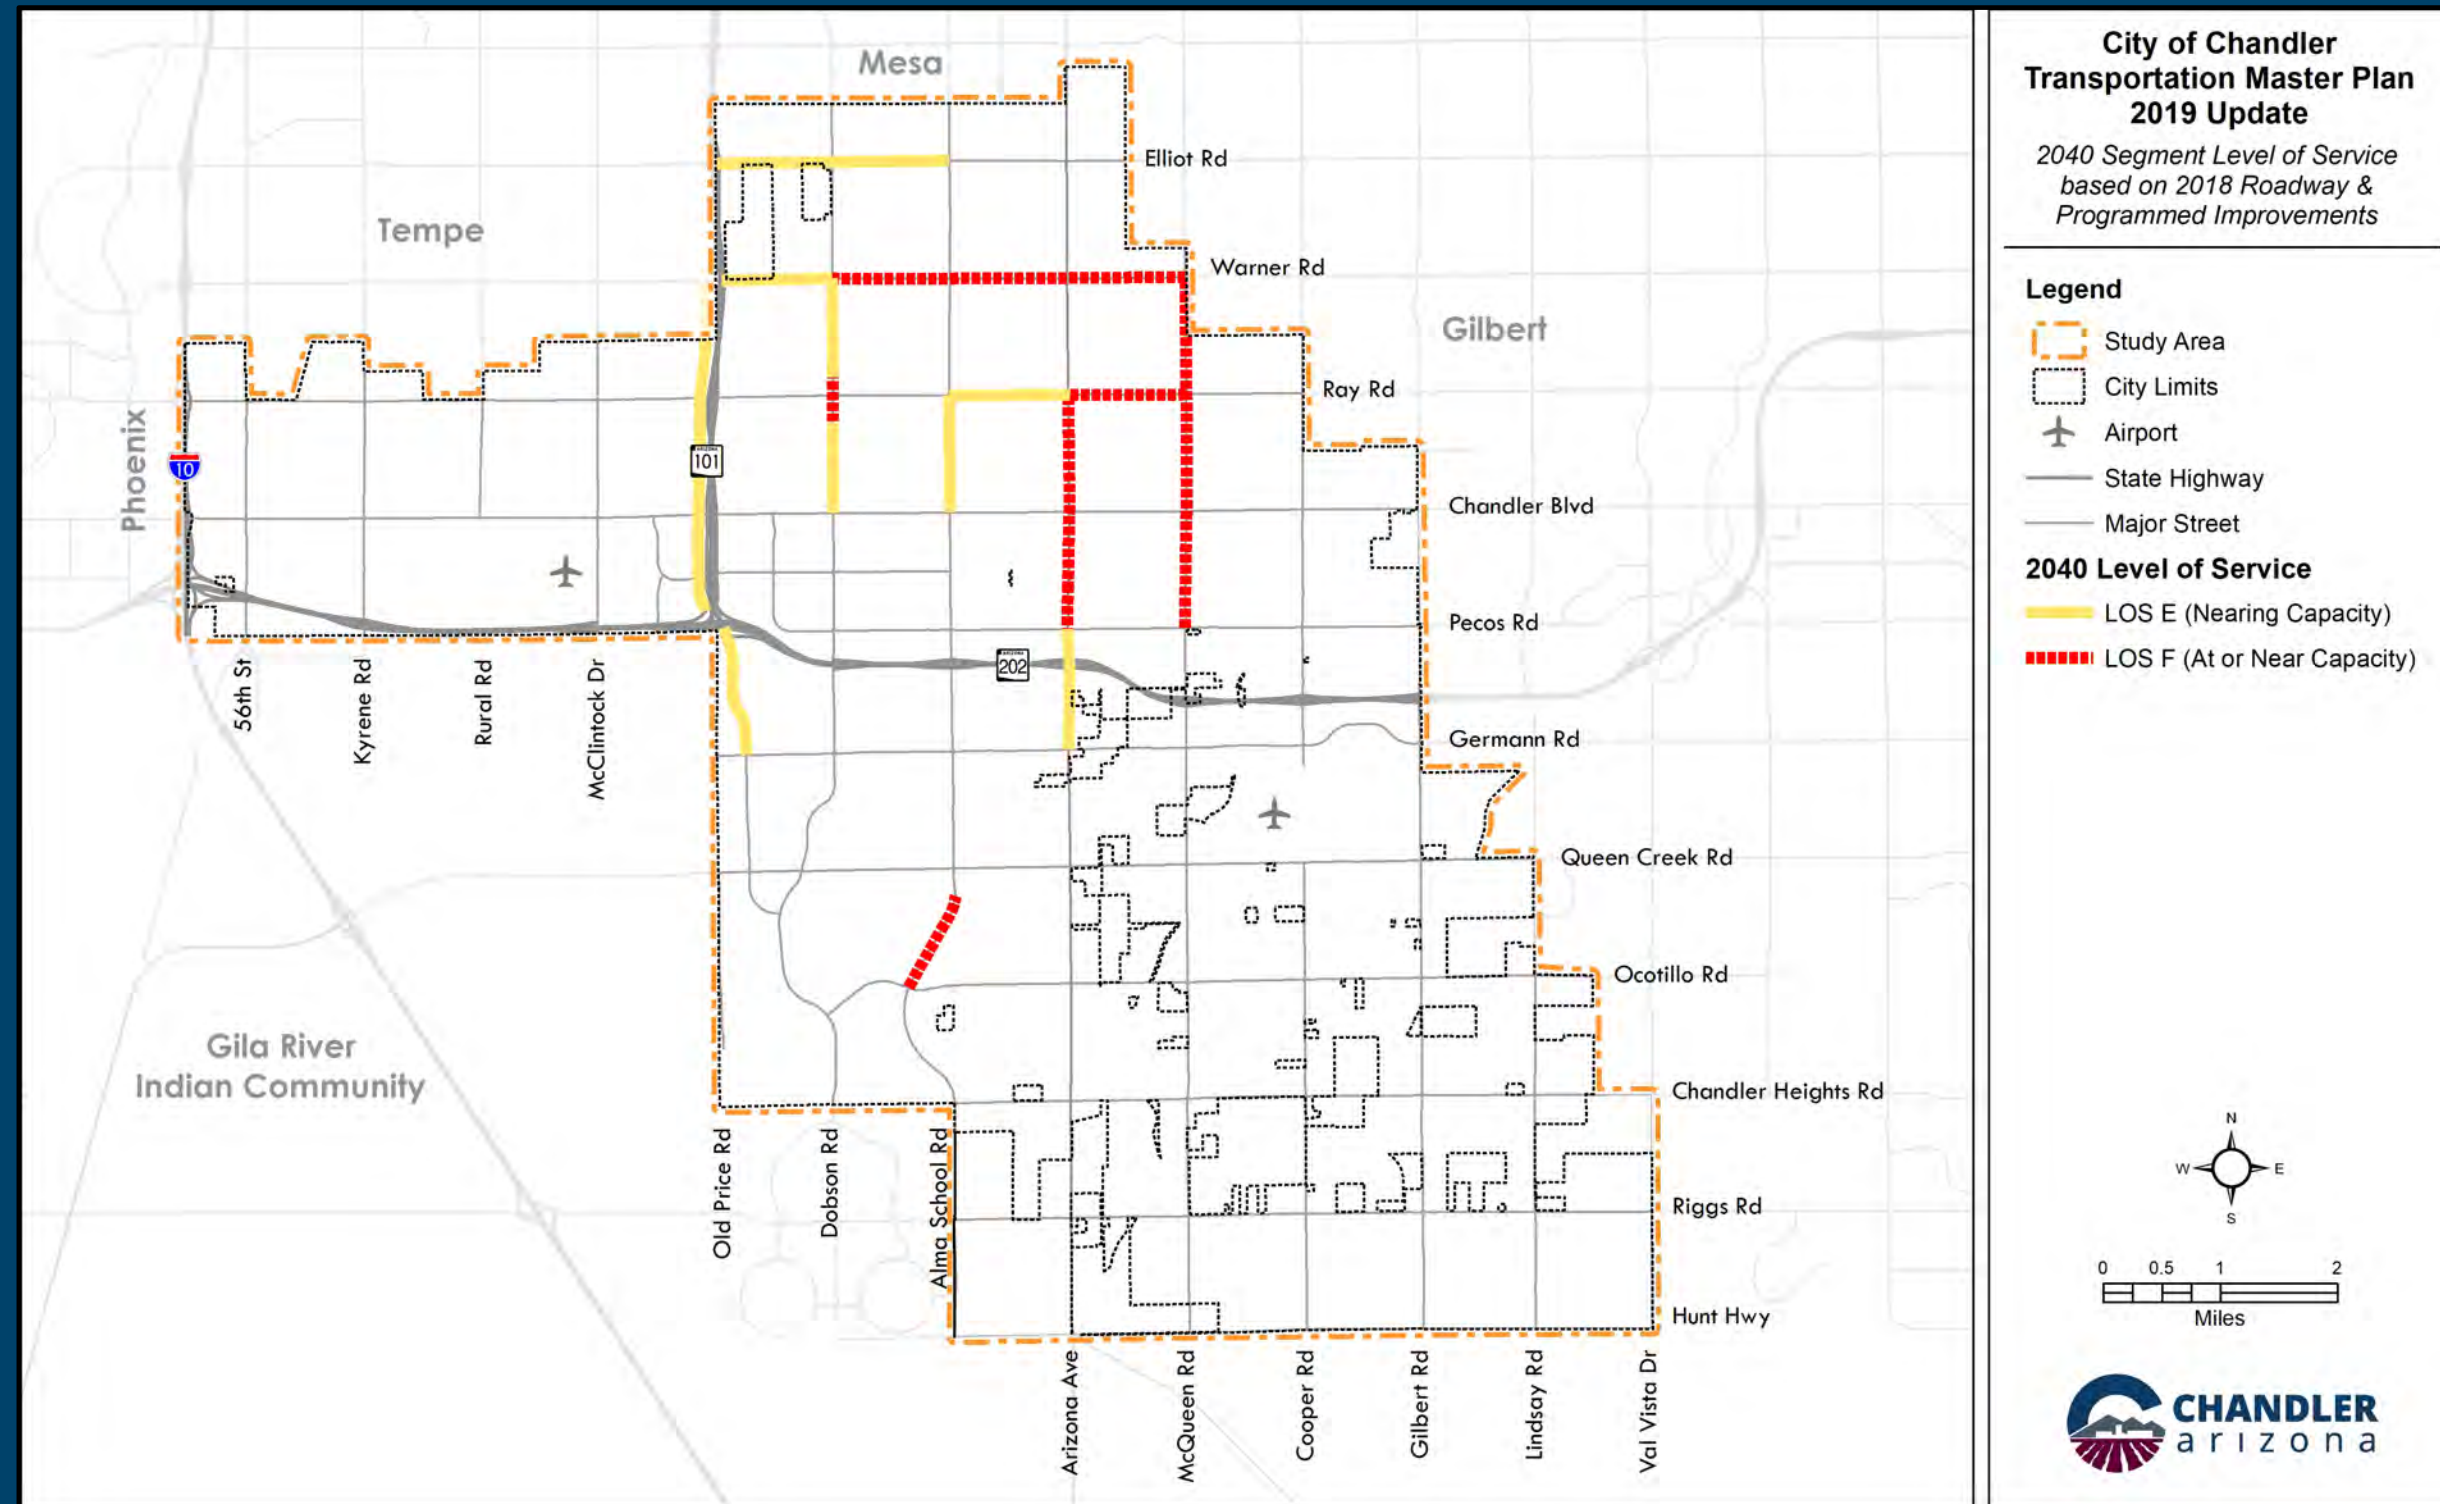 City of Chandler
Transportation Master Plan
2019 Update
2040 Segment Level of Service
based on 2018 Roadway &
Programmed Improvements
Legend
Study Area
City Limits
Airport
State Highway
Major Street
2040 Level of Service
LOS E (Nearing Capacity)
LOS F (At or Near Capacity)
Mesa
Tempe
Gilbert
Phoenix
Gila River
Indian Community
Elliot Rd
Warner Rd
Ray Rd
Chandler Blvd
Pecos Rd
Germann Rd
Queen Creek Rd
Ocotillo Rd
Chandler Heights Rd
Riggs Rd
Hunt Hwy
10
ARIZONA
101
ARIZONA
202
56th St
Kyrene Rd
Rural Rd
McClintock Dr
Old Price Rd
Dobson Rd
Alma School Rd
Arizona Ave
McQueen Rd
Cooper Rd
Gilbert Rd
Lindsay Rd
Val Vista Dr
N
W E
S
0 0.5 1 2
Miles
CHANDLER
arizona